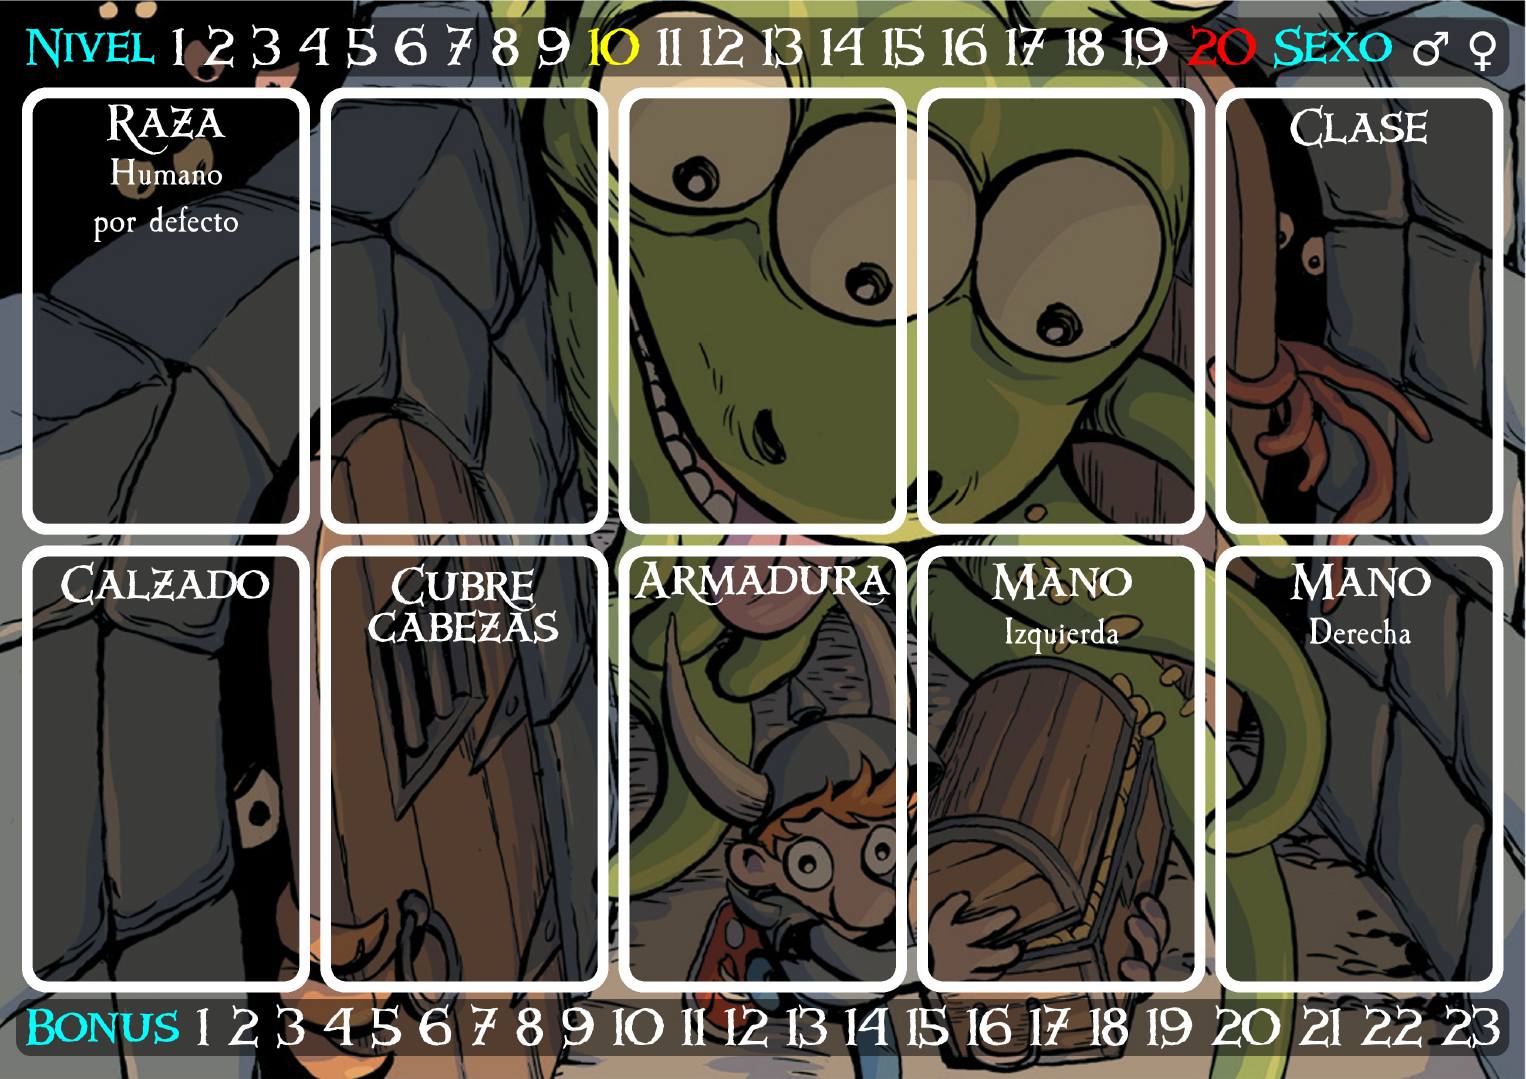 NIVEL 1 2 3 4 5 6 7 8 9 10 11 12 13 14 15 16 17 18 19 20 SEXO ♂ ♀
RAZA
Humano
por defecto
CLASE
CALZADO
CUBRE
CABEZAS
ARMADURA
MANO
Izquierda
MANO
Derecha
BONUS 1 2 3 4 5 6 7 8 9 10 11 12 13 14 15 16 17 18 19 20 21 22 23